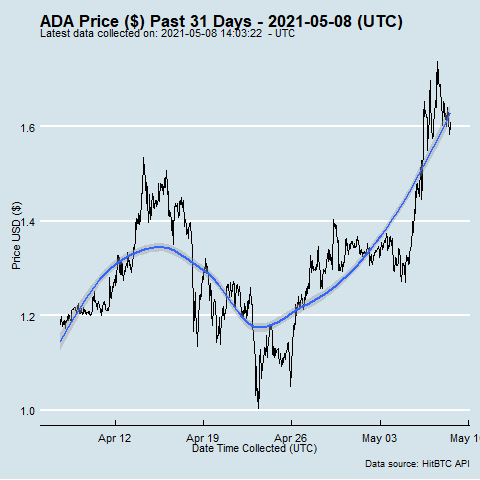 ADA Price ($) Past 31 Days - 2021-05-08 (UTC)
Latest data collected on: 2021-05-08 14:03:22 - UTC
Price USD ($)
1.6
1.4
1.2
1.0
Apr 12 Apr 19 Apr 26 May 03 May 10
Date Time Collected (UTC)
Data source: HitBTC API